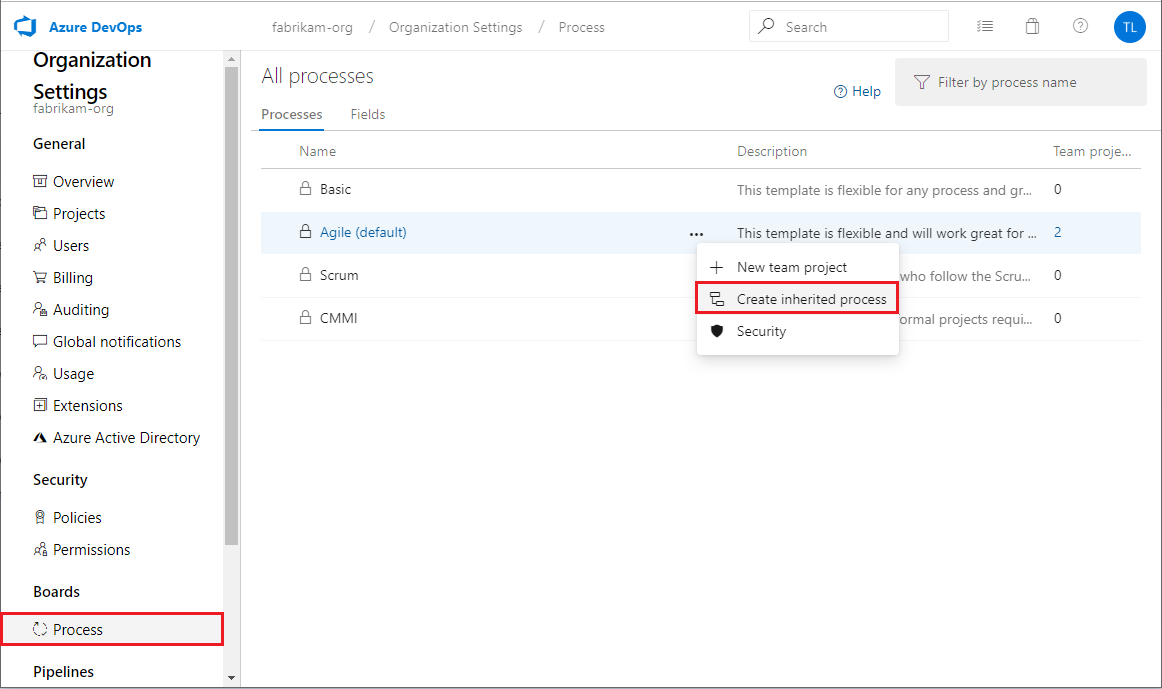 Azure DevOps
fabrikam-org / Organization Settings / Process
Search
TL
Organization
Settings
fabrikam-org
General
Overview
Projects
Users
Billing
Auditing
Global notifications
Usage
Extensions
Azure Active Directory
Security
Policies
Permissions
Boards
Process
Pipelines
All processes
Help
Filter by process name
Processes Fields
Name Description Team proje...
Basic This template is flexible for any process and gr... 0
Agile (default) ... This template is flexible and will work great for ... 2
Scrum who follow the Scru... 0
CMMI ormal projects requi... 0
New team project
Create inherited process
Security